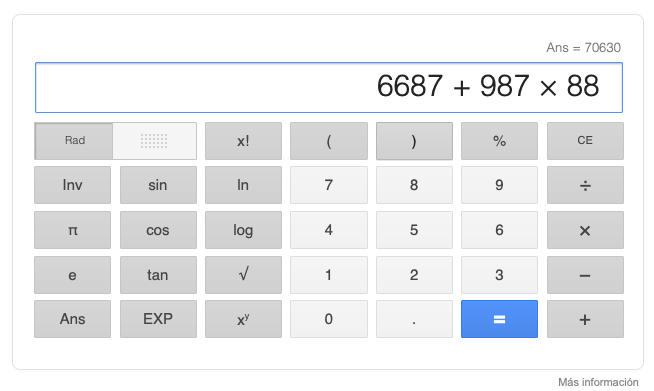 Ans = 70630
6687 + 987 × 88
Rad x! ( ) % CE
Inv sin ln 7 8 9 ÷
π cos log 4 5 6 ×
e tan √ 1 2 3 −
Ans EXP xʸ 0 . = +
Más información